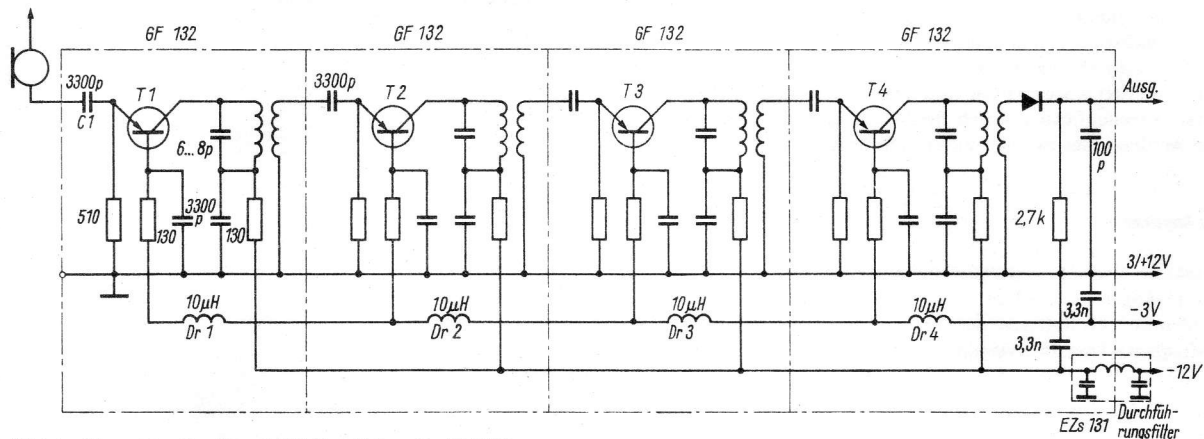 GF 132
GF 132
GF 132
GF 132
3300p
C1
T1
6...8p
510
130
3300
p
130
10µH
Dr 1
3300p
T2
10µH
Dr 2
T3
10µH
Dr 3
T4
10µH
Dr 4
Ausg.
100
p
2,7k
3/+12V
3,3n
-3V
3,3n
-12V
EZs 131
Durchfüh-
rungsfilter